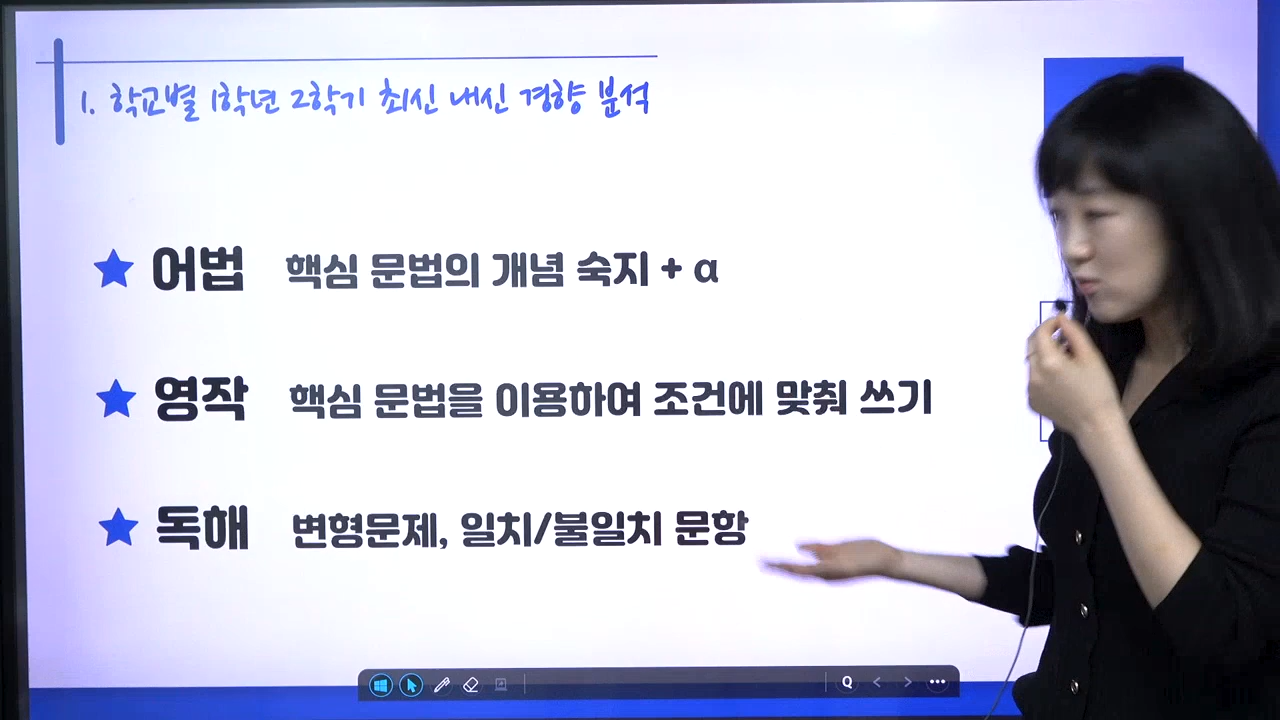 1. 학교별 1학년 2학기 최신 내신 경향 분석
★ 어법 핵심 문법의 개념 숙지 + α
★ 영작 핵심 문법을 이용하여 조건에 맞춰 쓰기
★ 독해 변형문제, 일치/불일치 문항